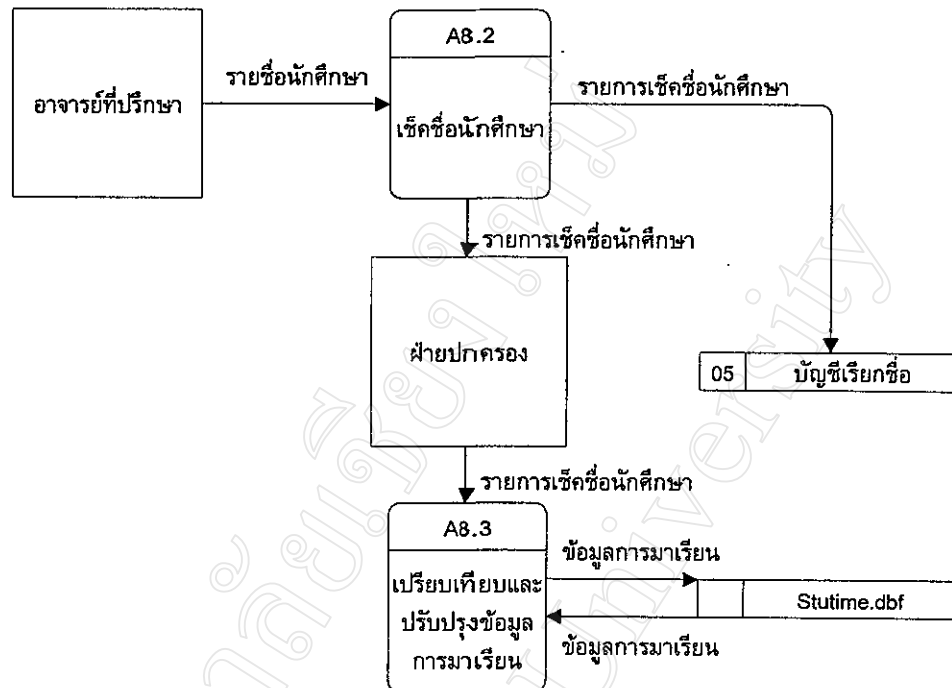 A8.2
อาจารย์ที่ปรึกษา
รายชื่อนักศึกษา
เช็คชื่อนักศึกษา
รายการเช็คชื่อนักศึกษา
รายการเช็คชื่อนักศึกษา
ฝ่ายปกครอง
05 บัญชีเรียกชื่อ
รายการเช็คชื่อนักศึกษา
A8.3
เปรียบเทียบและ
ปรับปรุงข้อมูล
การมาเรียน
ข้อมูลการมาเรียน
Stutime.dbf
ข้อมูลการมาเรียน
University